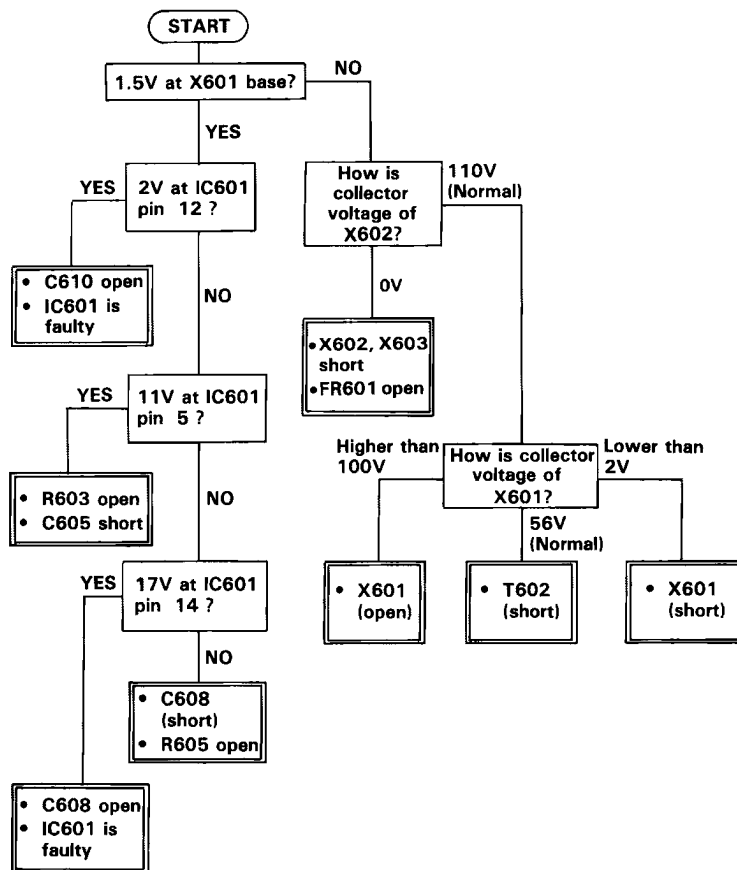 START
1.5V at X601 base?
NO
YES
2V at IC601
pin 12 ?
YES
NO
• C610 open
• IC601 is
faulty
11V at IC601
pin 5 ?
YES
NO
• R603 open
• C605 short
17V at IC601
pin 14 ?
YES
NO
• C608
(short)
• R605 open
• C608 open
• IC601 is
faulty
How is
collector
voltage of
X602?
110V
(Normal)
0V
• X602, X603
short
• FR601 open
How is collector
voltage of
X601?
Higher than
100V
Lower than
2V
56V
(Normal)
• X601
(open)
• T602
(short)
• X601
(short)